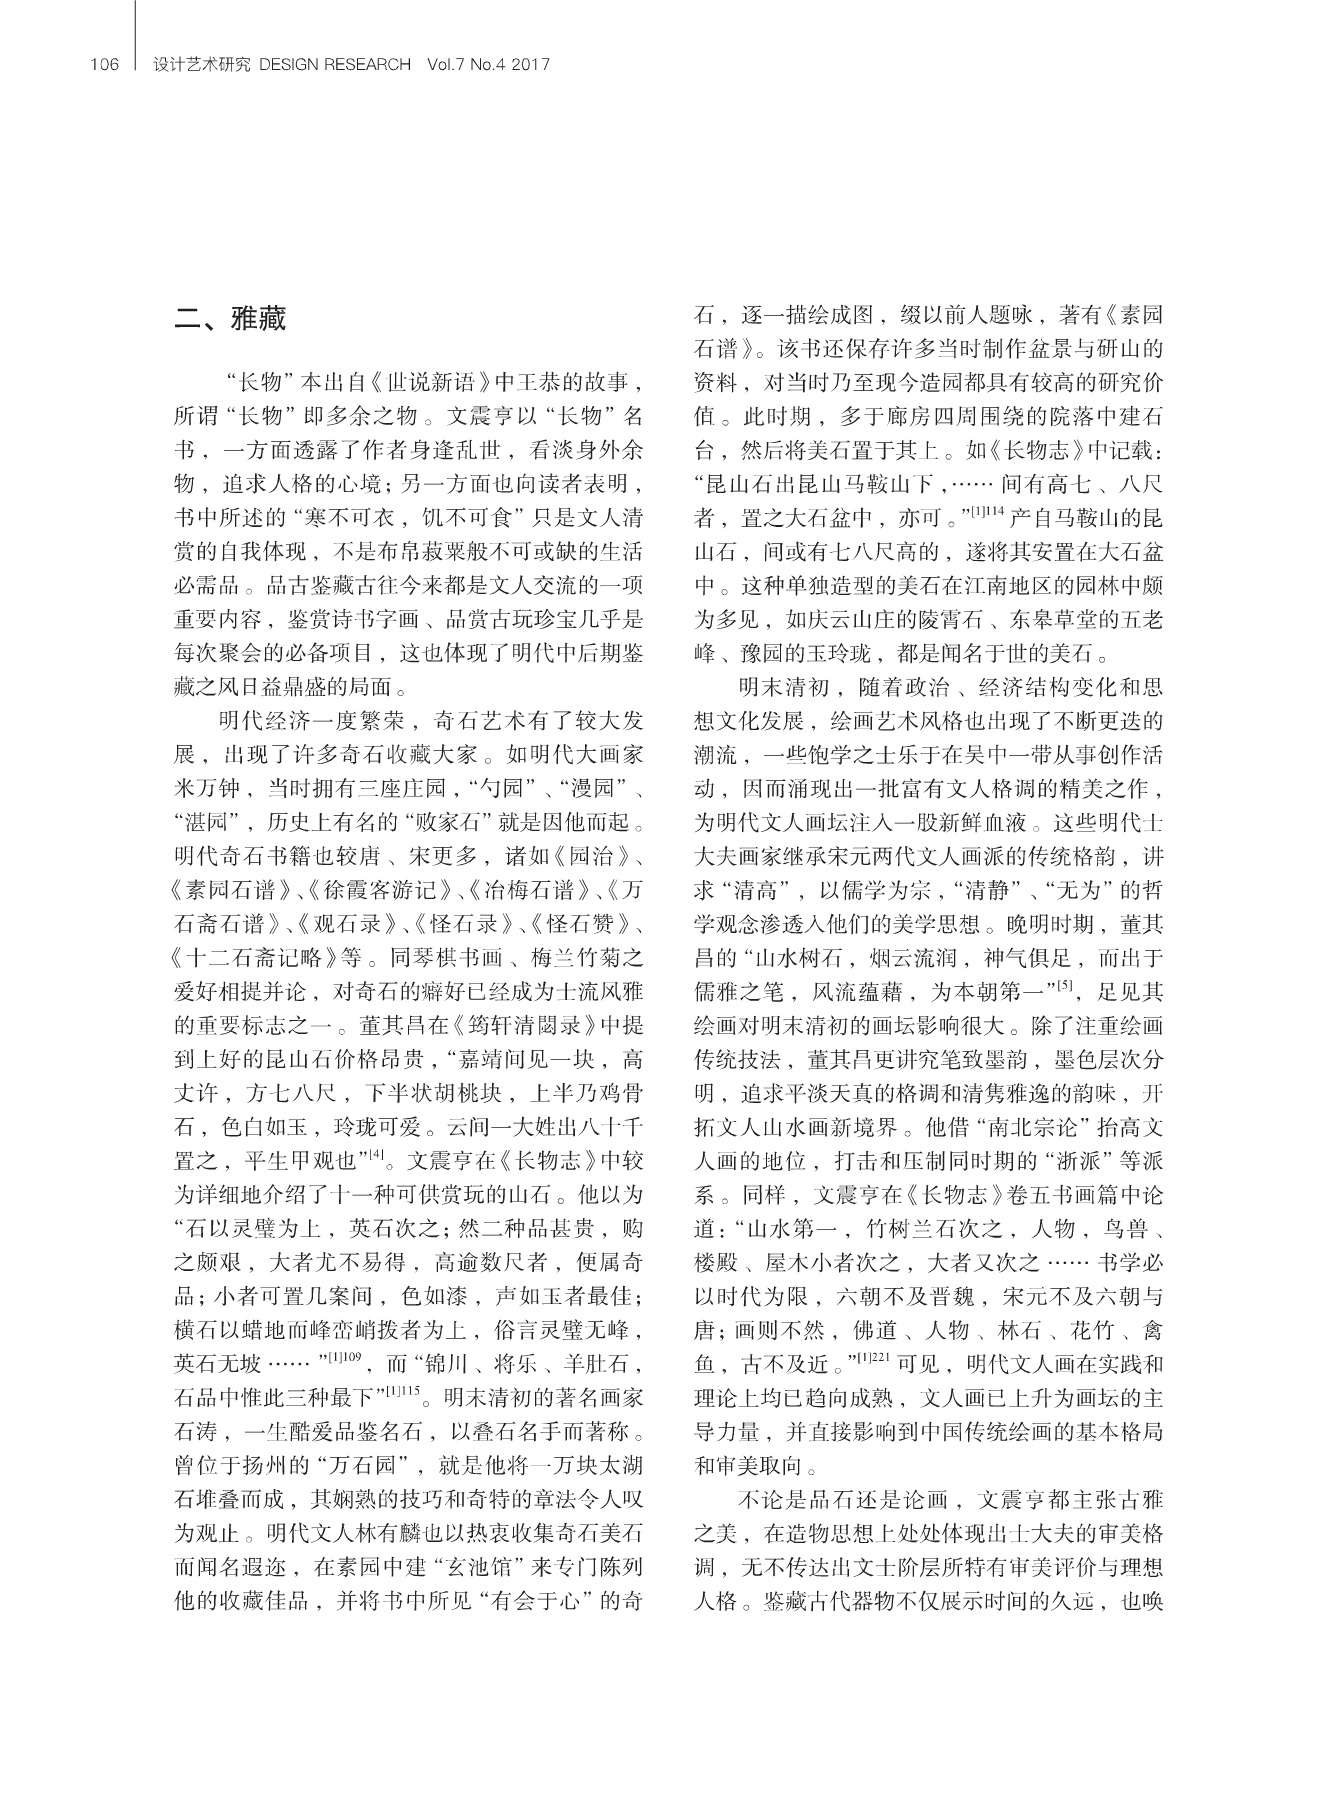 106 设计艺术研究 DESIGN RESEARCH Vol.7 No.4 2017
二、雅藏
“长物”本出自《世说新语》中王恭的故事，
所谓“长物”即多余之物。文震亨以“长物”名
书，一方面透露了作者身逢乱世，看淡身外余
物，追求人格的心境；另一方面也向读者表明，
书中所述的“寒不可衣，饥不可食”只是文人清
赏的自我体现，不是布帛菽粟般不可或缺的生活
必需品。品古鉴藏古往今来都是文人交流的一项
重要内容，鉴赏诗书字画、品赏古玩珍宝几乎是
每次聚会的必备项目，这也体现了明代中后期鉴
藏之风日益鼎盛的局面。
明代经济一度繁荣，奇石艺术有了较大发
展，出现了许多奇石收藏大家。如明代大画家
米万钟，当时拥有三座庄园，“勺园”、“漫园”、
“湛园”，历史上有名的“败家石”就是因他而起。
明代奇石书籍也较唐、宋更多，诸如《园治》、
《素园石谱》、《徐霞客游记》、《冶梅石谱》、《万
石斋石谱》、《观石录》、《怪石录》、《怪石赞》、
《十二石斋记略》等。同琴棋书画、梅兰竹菊之
爱好相提并论，对奇石的癖好已经成为士流风雅
的重要标志之一。董其昌在《筠轩清閟录》中提
到上好的昆山石价格昂贵，“嘉靖间见一块，高
丈许，方七八尺，下半状胡桃块，上半乃鸡骨
石，色白如玉，玲珑可爱。云间一大姓出八十千
置之，平生甲观也”[4]。文震亨在《长物志》中较
为详细地介绍了十一种可供赏玩的山石。他以为
“石以灵璧为上，英石次之；然二种品甚贵，购
之颇艰，大者尤不易得，高逾数尺者，便属奇
品；小者可置几案间，色如漆，声如玉者最佳；
横石以蜡地而峰峦峭拨者为上，俗言灵璧无峰，
英石无坡……”[1]109，而“锦川、将乐、羊肚石，
石品中惟此三种最下”[1]115。明末清初的著名画家
石涛，一生酷爱品鉴名石，以叠石名手而著称。
曾位于扬州的“万石园”，就是他将一万块太湖
石堆叠而成，其娴熟的技巧和奇特的章法令人叹
为观止。明代文人林有麟也以热衷收集奇石美石
而闻名遐迩，在素园中建“玄池馆”来专门陈列
他的收藏佳品，并将书中所见“有会于心”的奇
石，逐一描绘成图，缀以前人题咏，著有《素园
石谱》。该书还保存许多当时制作盆景与研山的
资料，对当时乃至现今造园都具有较高的研究价
值。此时期，多于廊房四周围绕的院落中建石
台，然后将美石置于其上。如《长物志》中记载：
“昆山石出昆山马鞍山下，……间有高七、八尺
者，置之大石盆中，亦可。”[1]114产自马鞍山的昆
山石，间或有七八尺高的，遂将其安置在大石盆
中。这种单独造型的美石在江南地区的园林中颇
为多见，如庆云山庄的陵霄石、东皋草堂的五老
峰、豫园的玉玲珑，都是闻名于世的美石。
明末清初，随着政治、经济结构变化和思
想文化发展，绘画艺术风格也出现了不断更迭的
潮流，一些饱学之士乐于在吴中一带从事创作活
动，因而涌现出一批富有文人格调的精美之作，
为明代文人画坛注入一股新鲜血液。这些明代士
大夫画家继承宋元两代文人画派的传统格韵，讲
求“清高”，以儒学为宗，“清静”、“无为”的哲
学观念渗透入他们的美学思想。晚明时期，董其
昌的“山水树石，烟云流润，神气俱足，而出于
儒雅之笔，风流蕴藉，为本朝第一”[5]，足见其
绘画对明末清初的画坛影响很大。除了注重绘画
传统技法，董其昌更讲究笔致墨韵，墨色层次分
明，追求平淡天真的格调和清隽雅逸的韵味，开
拓文人山水画新境界。他借“南北宗论”抬高文
人画的地位，打击和压制同时期的“浙派”等派
系。同样，文震亨在《长物志》卷五书画篇中论
道：“山水第一，竹树兰石次之，人物，鸟兽、
楼殿、屋木小者次之，大者又次之……书学必
以时代为限，六朝不及晋魏，宋元不及六朝与
唐；画则不然，佛道、人物、林石、花竹、禽
鱼，古不及近。”[1]221可见，明代文人画在实践和
理论上均已趋向成熟，文人画已上升为画坛的主
导力量，并直接影响到中国传统绘画的基本格局
和审美取向。
不论是品石还是论画，文震亨都主张古雅
之美，在造物思想上处处体现出士大夫的审美格
调，无不传达出文士阶层所特有审美评价与理想
人格。鉴藏古代器物不仅展示时间的久远，也唤